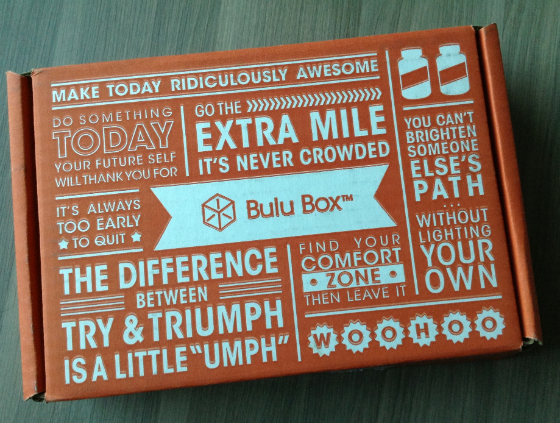 MAKE TODAY RIDICULOUSLY AWESOME
DO SOMETHING
TODAY
YOUR FUTURE SELF
WILL THANK YOU FOR
GO THE
EXTRA MILE
IT'S NEVER CROWDED
YOU CAN'T
BRIGHTEN
SOMEONE
ELSE'S
PATH
...
WITHOUT
LIGHTING
YOUR
OWN
IT'S ALWAYS
TOO EARLY
TO QUIT
Bulu Box™
THE DIFFERENCE
BETWEEN
TRY & TRIUMPH
IS A LITTLE "UMPH"
FIND YOUR
COMFORT
ZONE
THEN LEAVE IT
WOOHOO